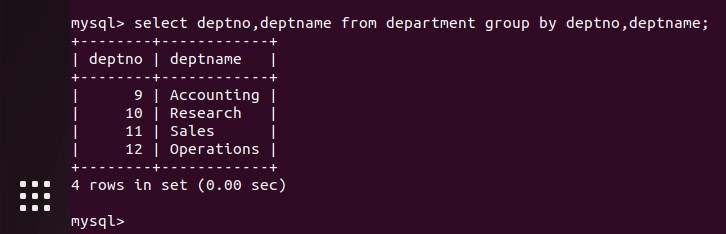 mysql> select deptno,deptname from department group by deptno,deptname;
+--------+------------+
| deptno | deptname   |
+--------+------------+
|      9 | Accounting |
|     10 | Research   |
|     11 | Sales      |
|     12 | Operations |
+--------+------------+
4 rows in set (0.00 sec)
mysql>